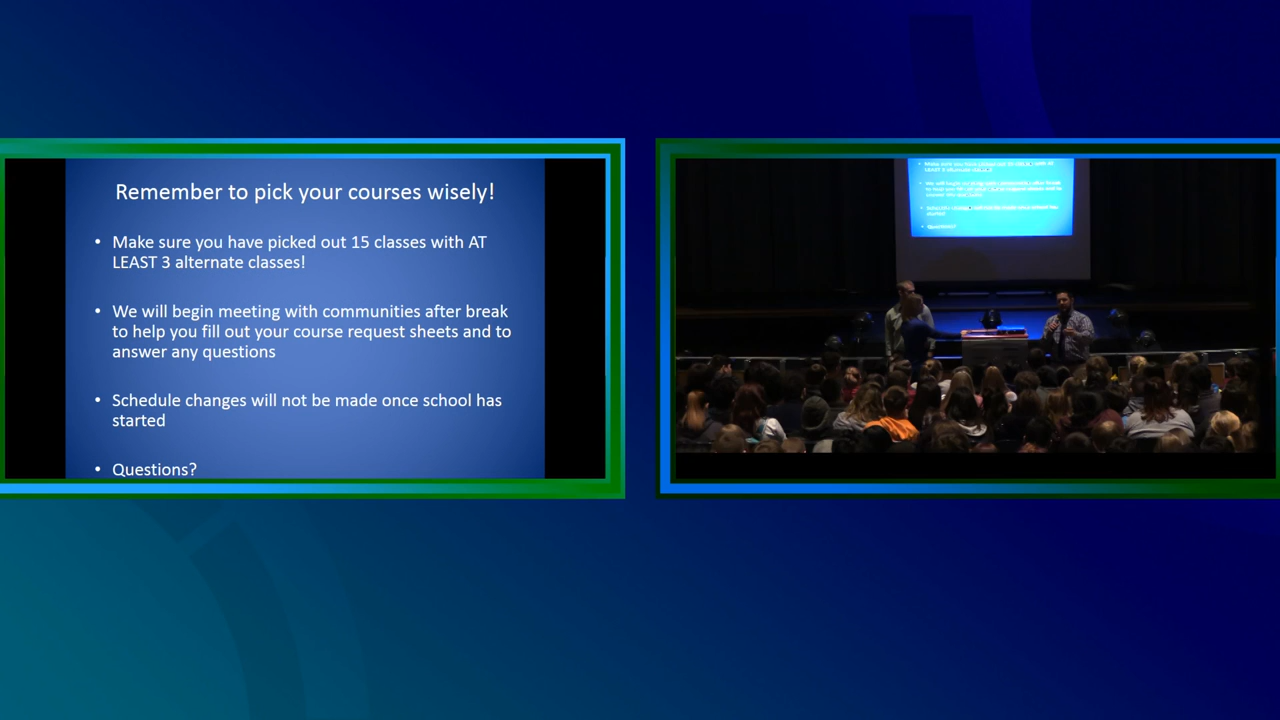 Remember to pick your courses wisely!
• Make sure you have picked out 15 classes with AT
LEAST 3 alternate classes!
• We will begin meeting with communities after break
to help you fill out your course request sheets and to
answer any questions
• Schedule changes will not be made once school has
started
• Questions?